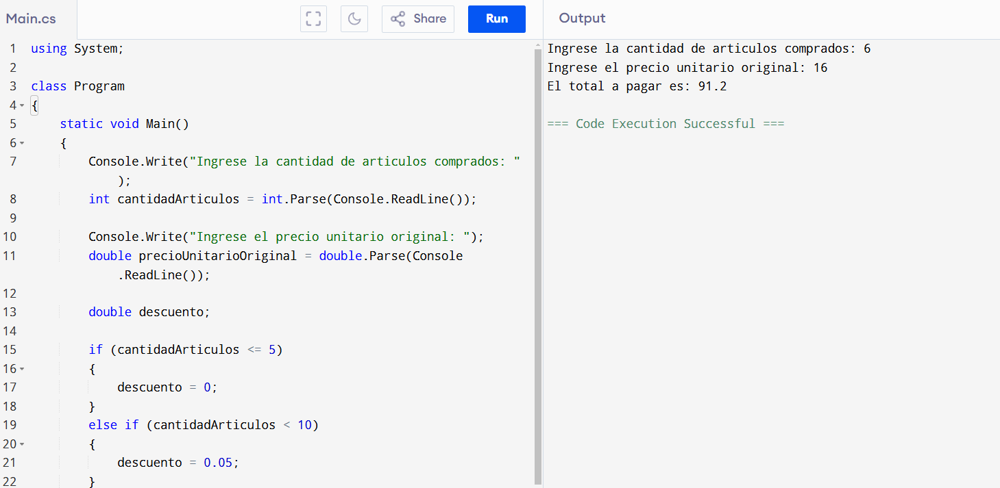 Main.cs
Share
Run
Output
1 using System;
2
3 class Program
4 {
5 static void Main()
6 {
7 Console.Write("Ingrese la cantidad de articulos comprados: "
);
8 int cantidadArticulos = int.Parse(Console.ReadLine());
9
10 Console.Write("Ingrese el precio unitario original: ");
11 double precioUnitarioOriginal = double.Parse(Console
.ReadLine());
12
13 double descuento;
14
15 if (cantidadArticulos <= 5)
16 {
17 descuento = 0;
18 }
19 else if (cantidadArticulos < 10)
20 {
21 descuento = 0.05;
22 }
Ingrese la cantidad de articulos comprados: 6
Ingrese el precio unitario original: 16
El total a pagar es: 91.2
=== Code Execution Successful ===